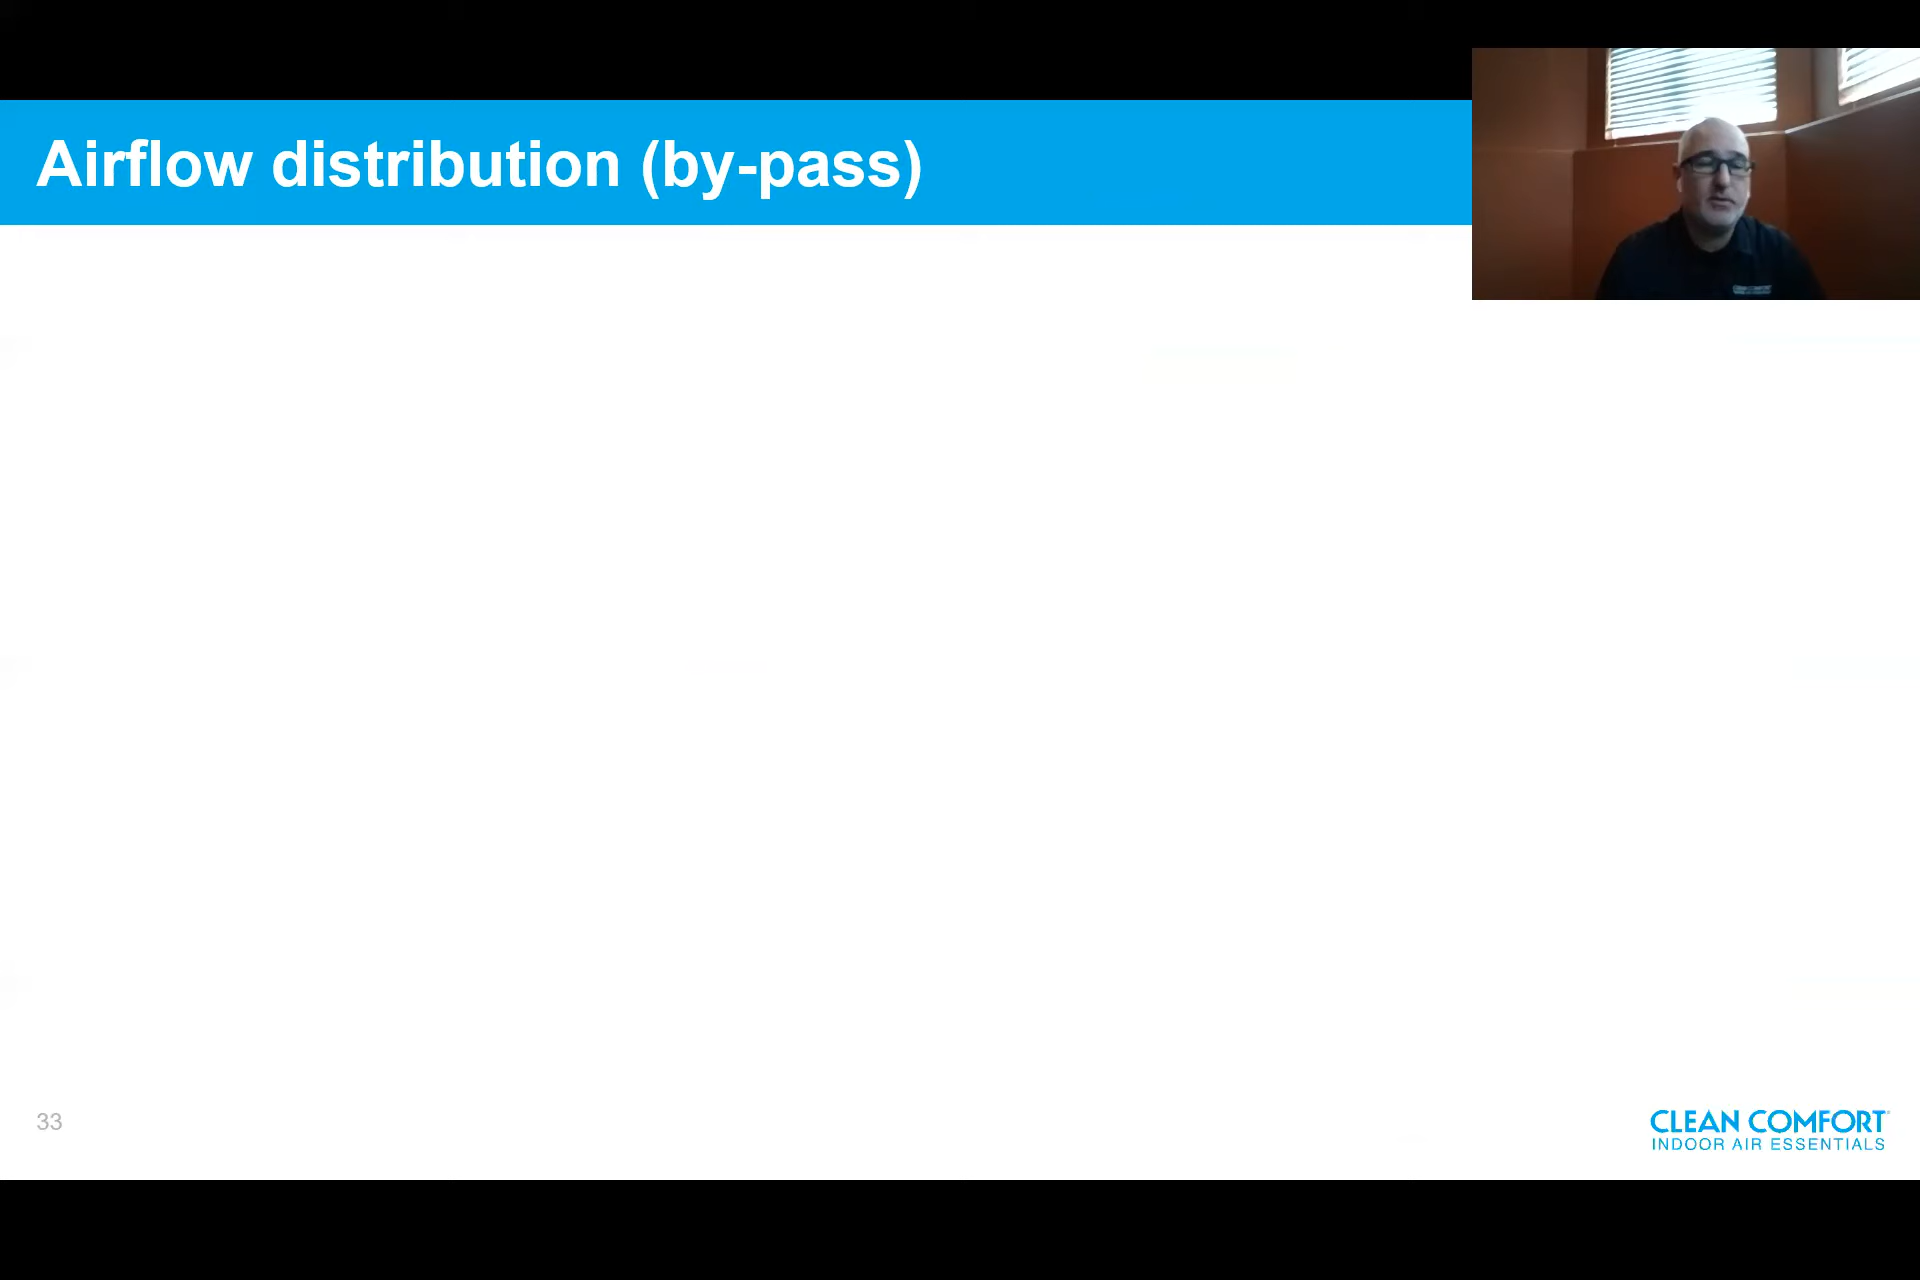 Airflow distribution (by-pass)
33
CLEAN COMFORT
INDOOR AIR ESSENTIALS